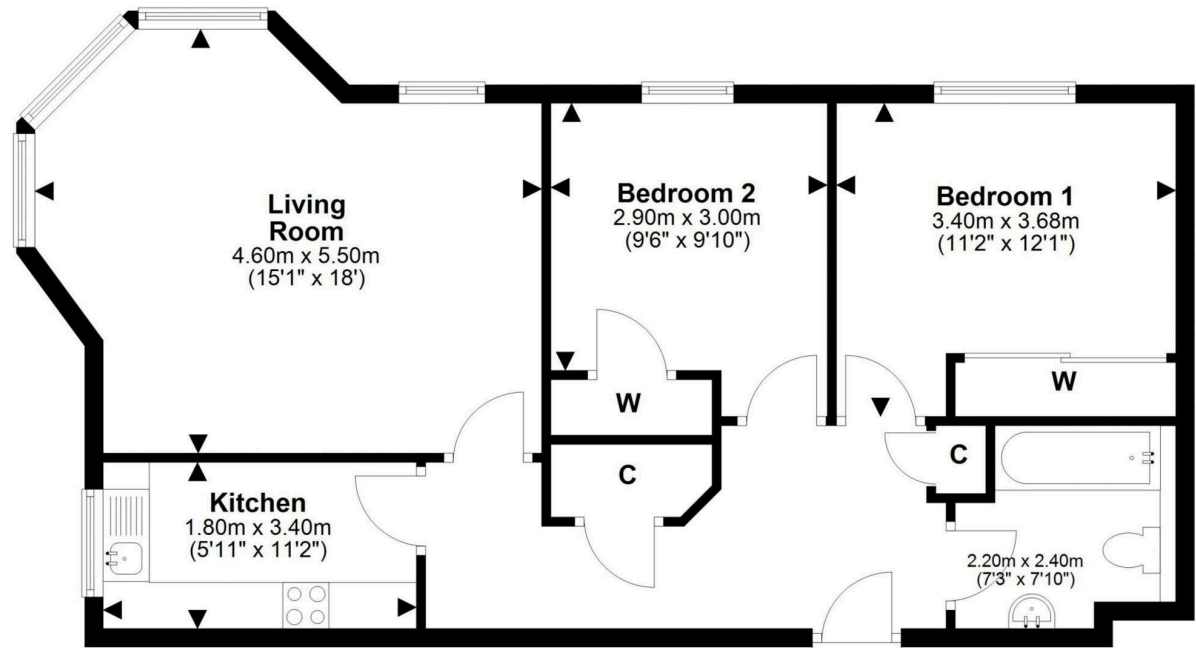 Living
Room
4.60m x 5.50m
(15'1" x 18')
Bedroom 2
2.90m x 3.00m
(9'6" x 9'10")
Bedroom 1
3.40m x 3.68m
(11'2" x 12'1")
W
W
C
C
Kitchen
1.80m x 3.40m
(5'11" x 11'2")
2.20m x 2.40m
(7'3" x 7'10")